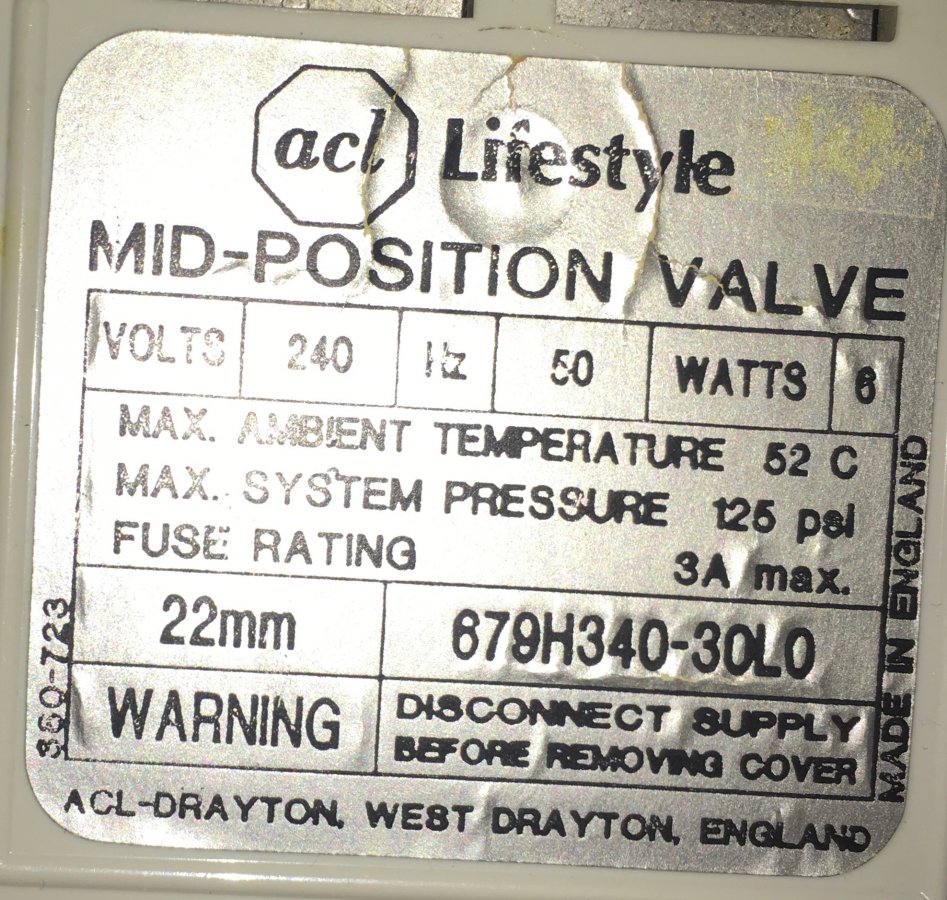 acl Lifestyle
MID-POSITION VALVE
VOLTS 240 Hz 50 WATTS 6
MAX. AMBIENT TEMPERATURE 52 C
MAX. SYSTEM PRESSURE 125 psi
FUSE RATING 3A max.
22mm 679H340-30L0
WARNING DISCONNECT SUPPLY
BEFORE REMOVING COVER
ACL-DRAYTON, WEST DRAYTON, ENGLAND
360-723
MADE IN ENGLAND